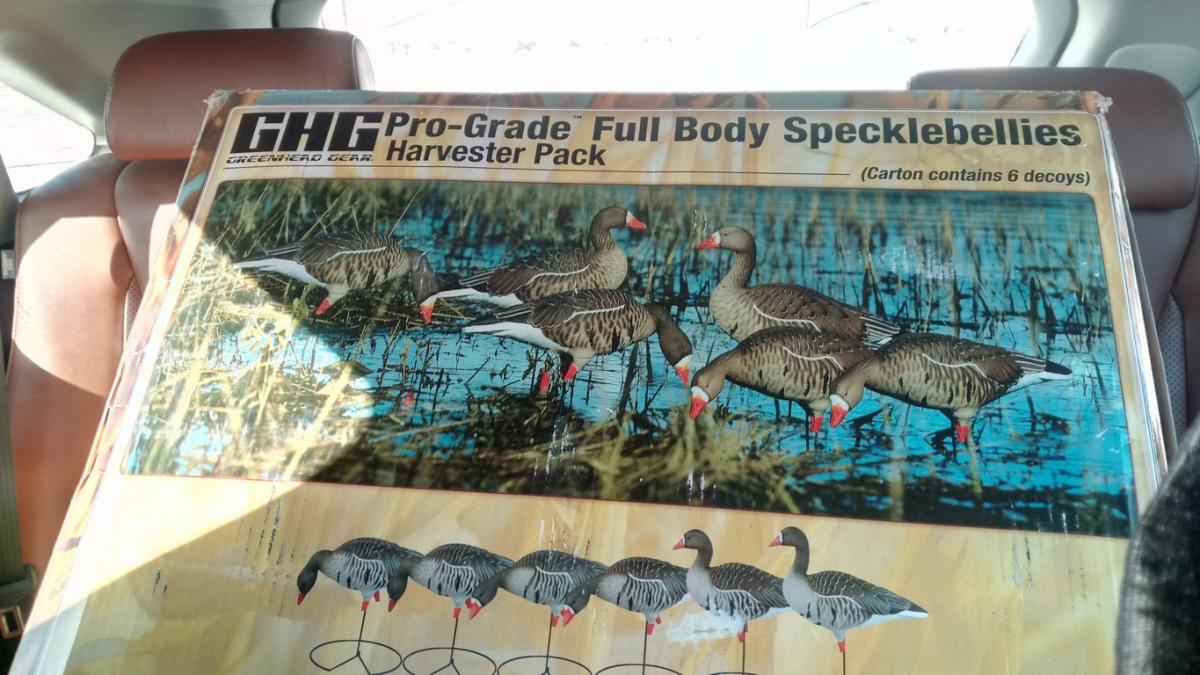 GHG Pro-Grade™ Full Body Specklebellies
GREENHEAD GEAR. Harvester Pack
(Carton contains 6 decoys)